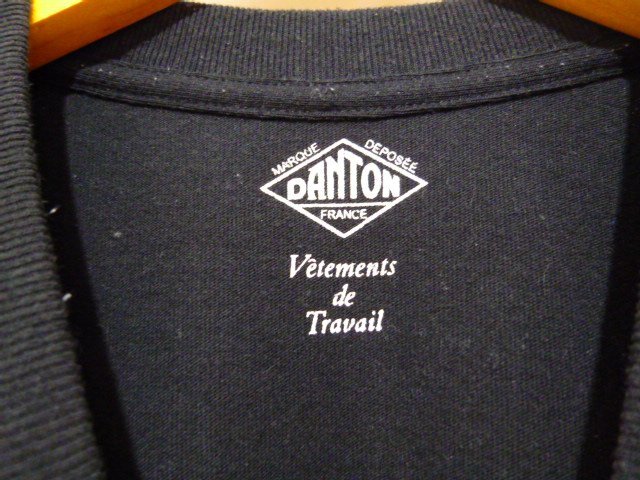 MARQUE DEPOSÉE
DANTON
FRANCE
Vêtements
de
Travail